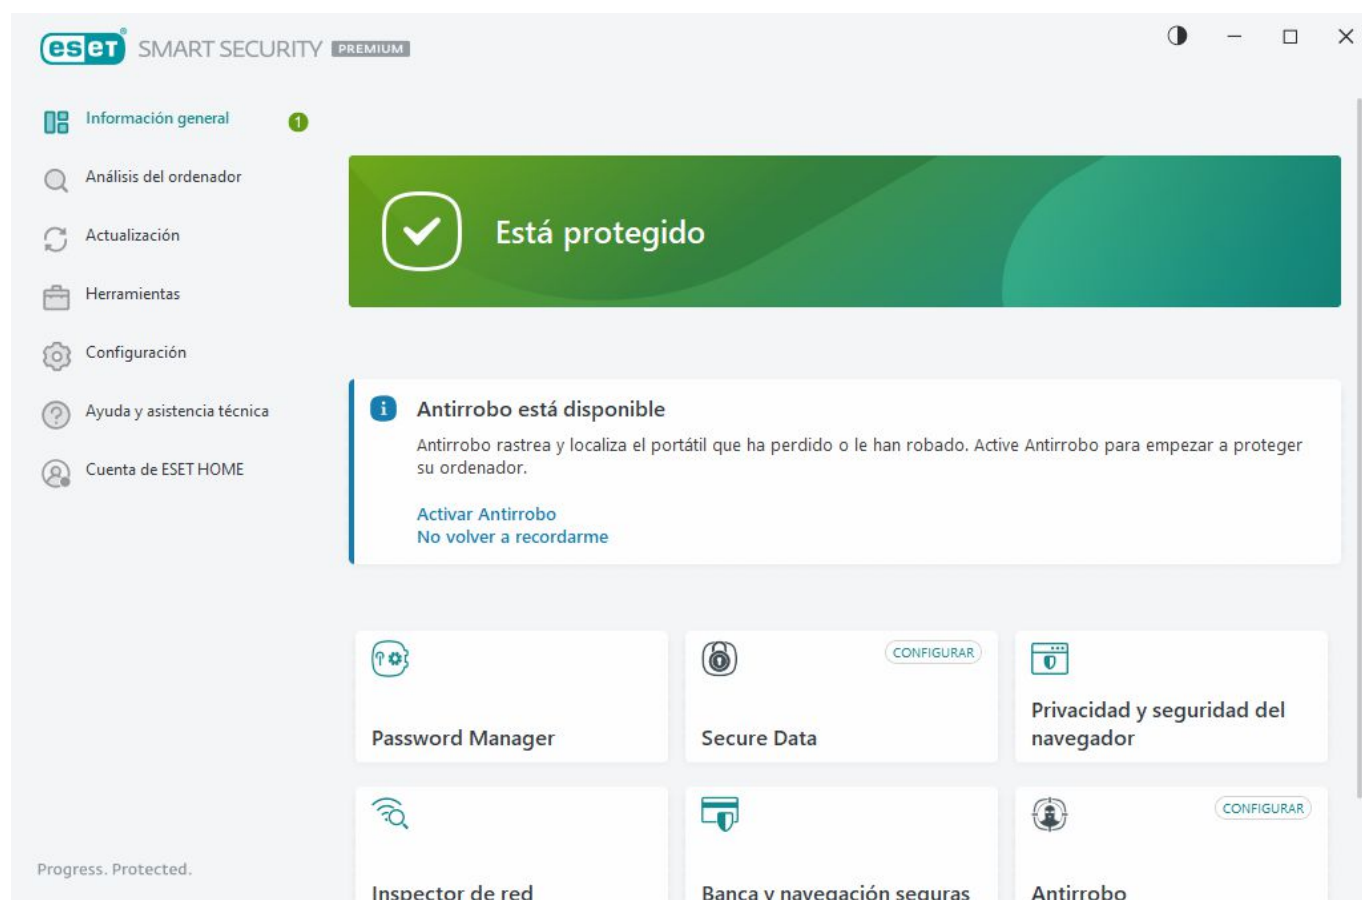 eset® SMART SECURITY PREMIUM
Información general
1
Análisis del ordenador
Actualización
Herramientas
Configuración
Ayuda y asistencia técnica
Cuenta de ESET HOME
Progress. Protected.
Está protegido
Antirrobo está disponible
Antirrobo rastrea y localiza el portátil que ha perdido o le han robado. Active Antirrobo para empezar a proteger
su ordenador.
Activar Antirrobo
No volver a recordarme
Password Manager
CONFIGURAR
Secure Data
Privacidad y seguridad del
navegador
Inspector de red
Banca y navegación seguras
CONFIGURAR
Antirrobo